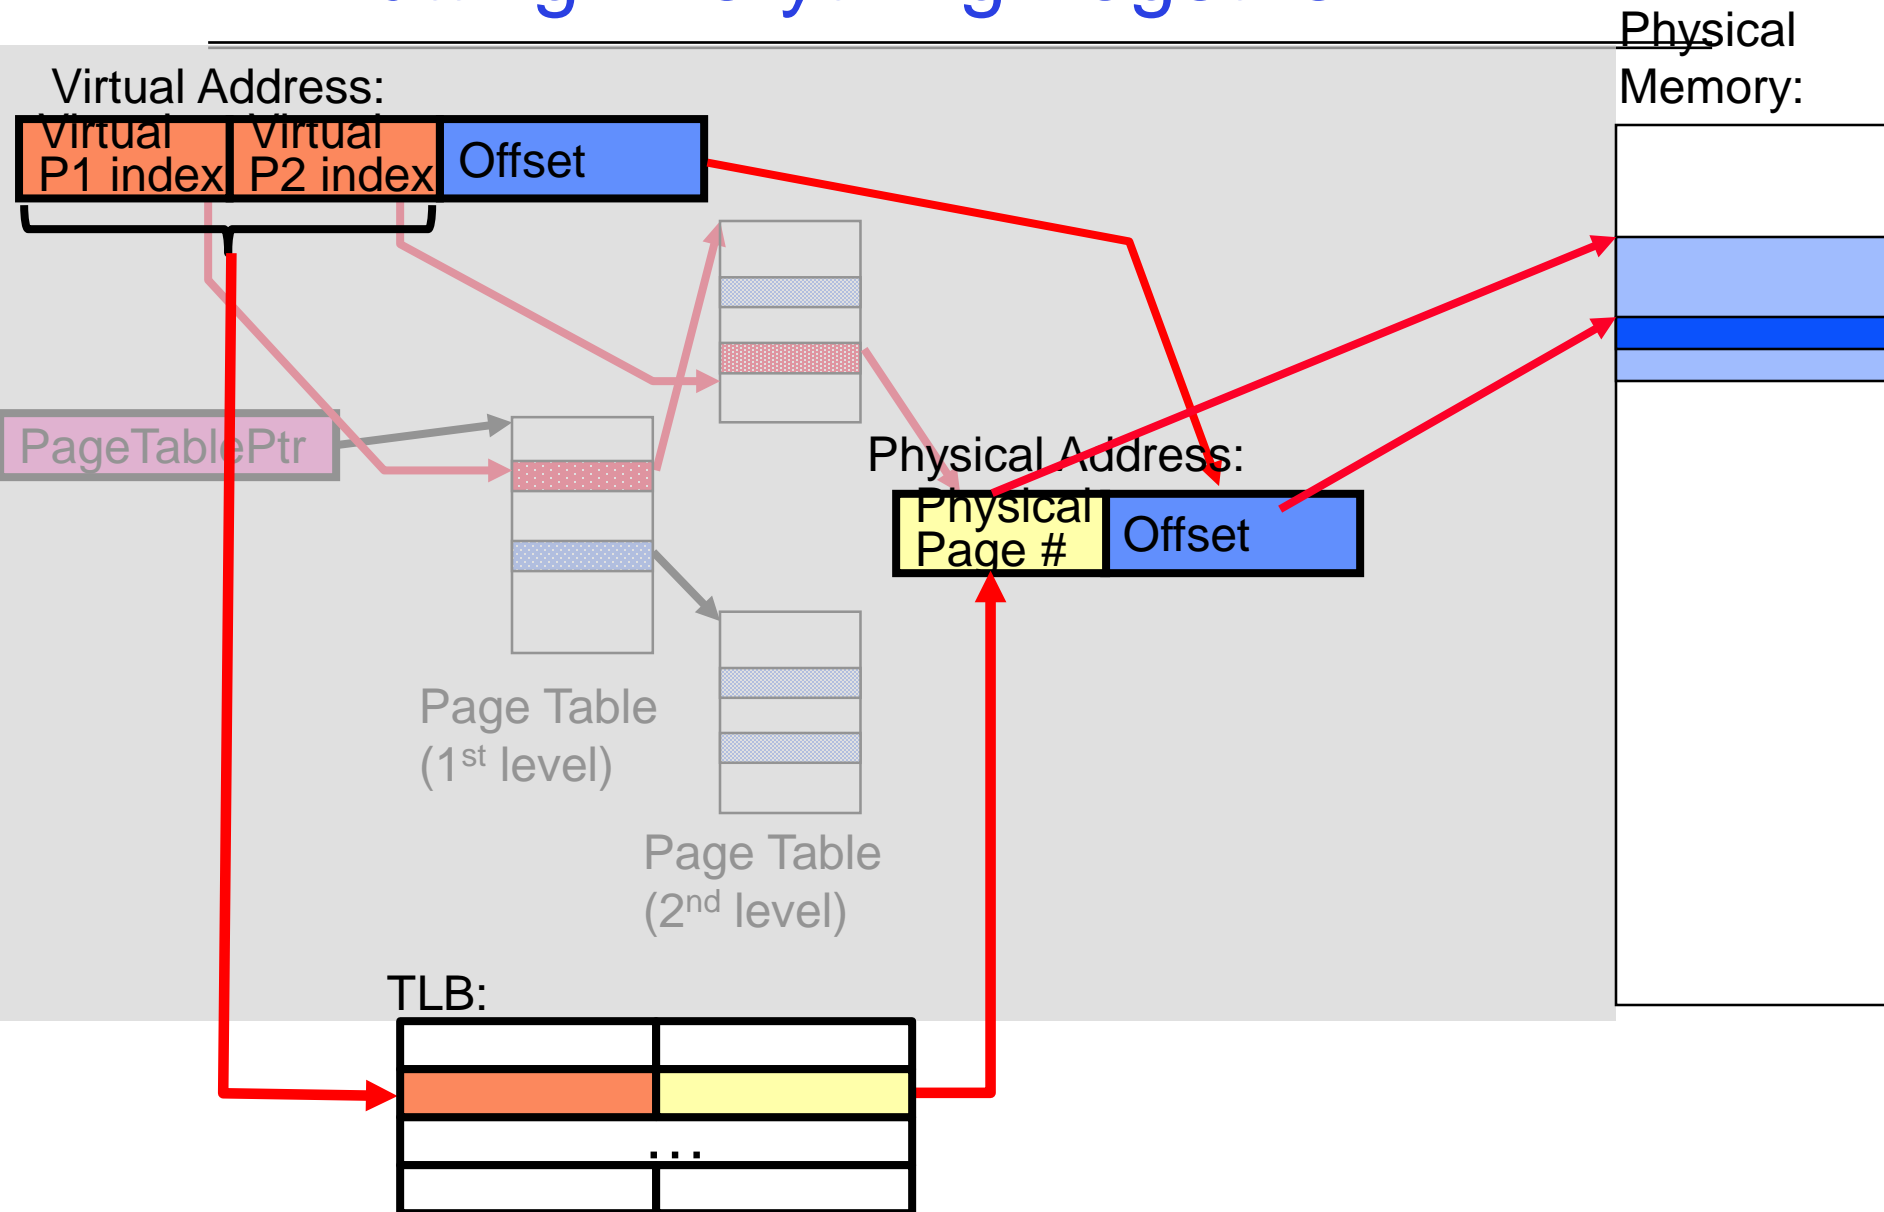 Physical
Memory:
Virtual Address:
Virtual
P1 index
Virtual
P2 index
Offset
PageTablePtr
Physical Address:
Physical
Page #
Offset
Page Table
(1st level)
Page Table
(2nd level)
TLB:
...